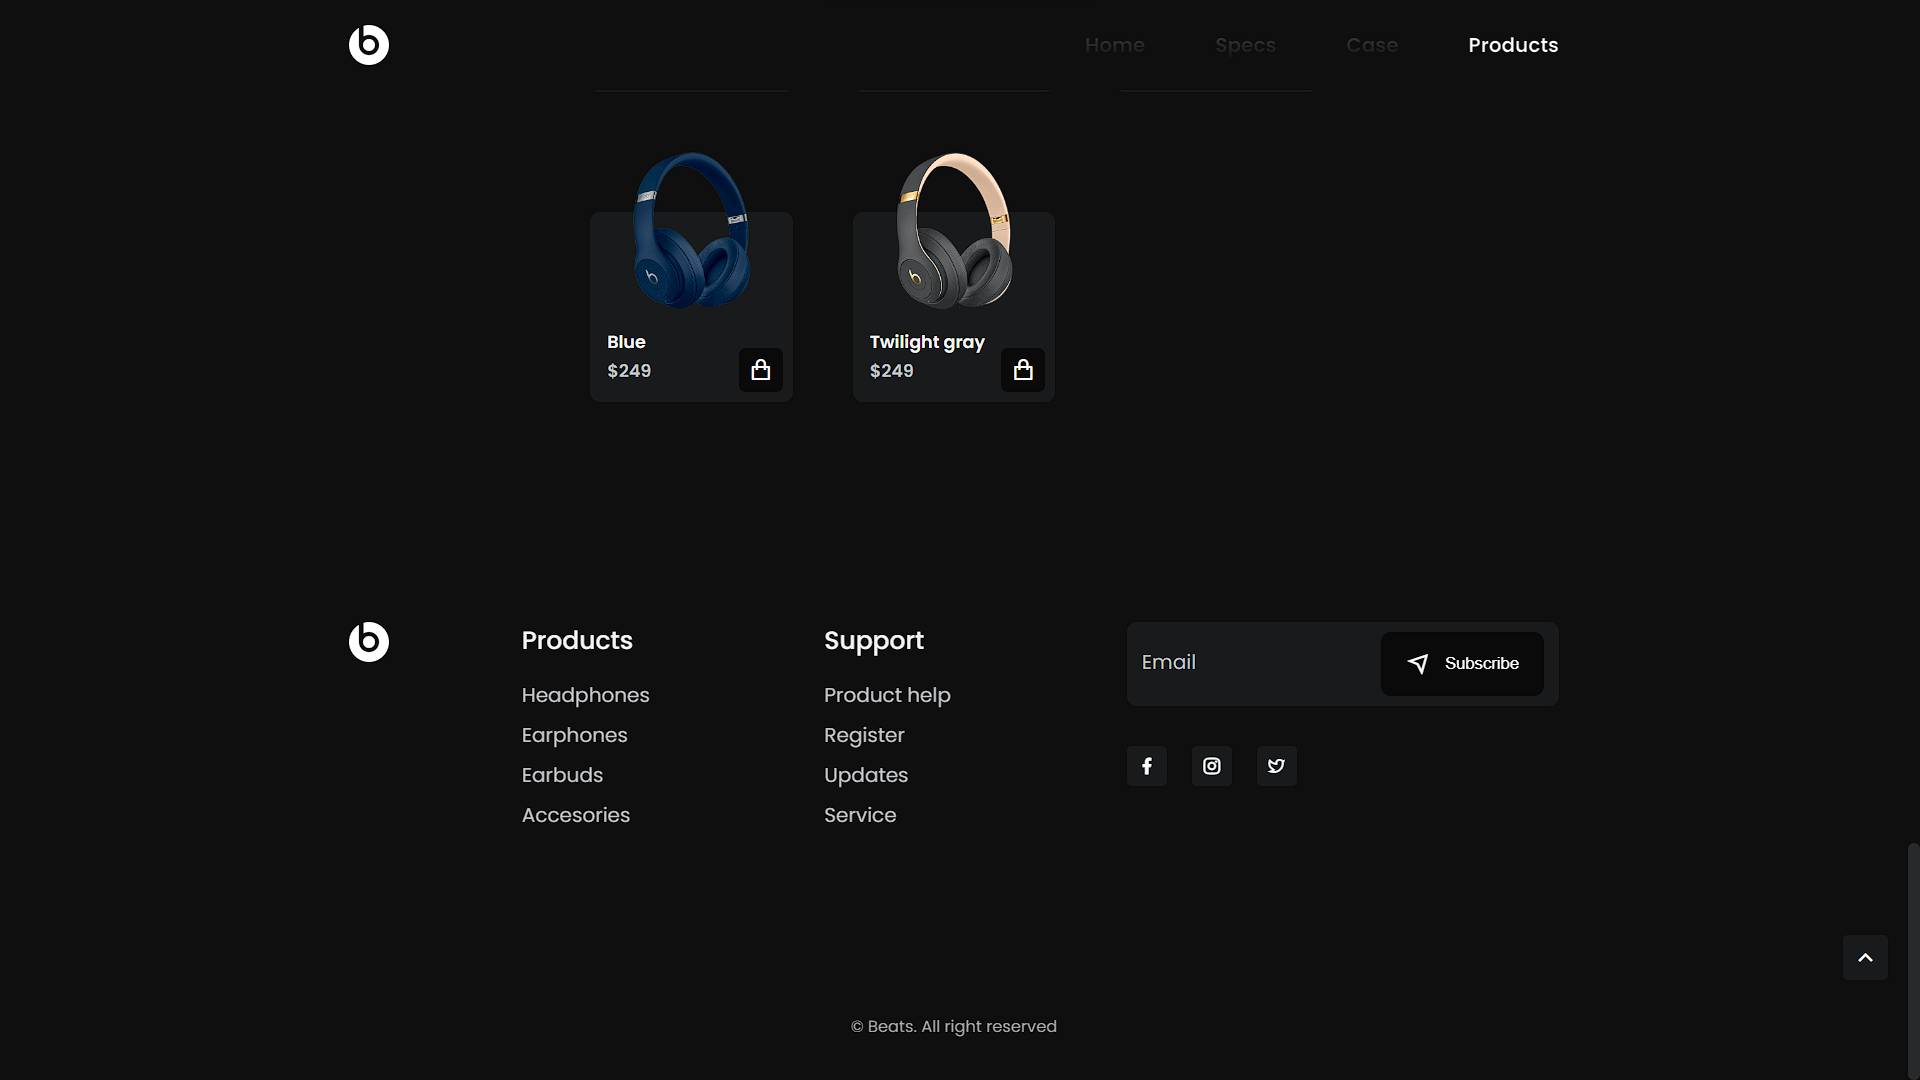 Home Specs Case Products
Blue
$249
Twilight gray
$249
Products
Headphones
Earphones
Earbuds
Accesories
Support
Product help
Register
Updates
Service
Email
Subscribe
© Beats. All right reserved